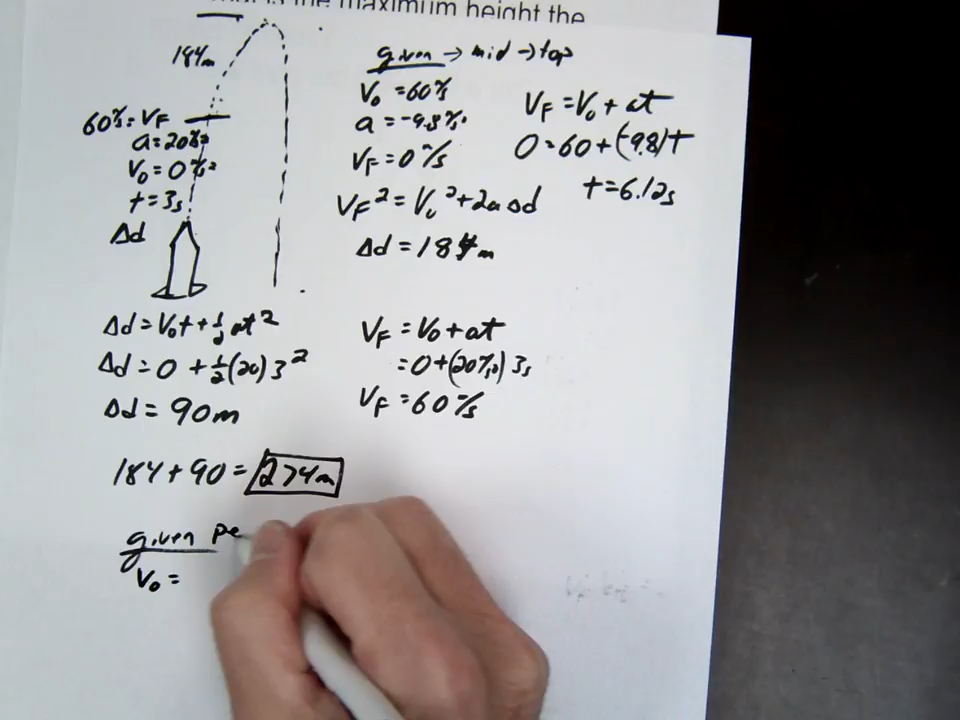 is the maximum height the
184m
60m/s = VF
a = 20m/s²
V0 = 0m/s²
t = 3s
Δd
given → mid → top
V0 = 60m/s
a = -9.8m/s²
VF = 0m/s
VF² = V0² + 2aΔd
Δd = 184m
VF = V0 + at
0 = 60 + (-9.8)t
t = 6.12s
Δd = V0t + ½at²
Δd = 0 + ½(20)3²
Δd = 90m
VF = V0 + at
= 0 + (20m/s²)3s
VF = 60m/s
184 + 90 = 274m
given pe
V0 =